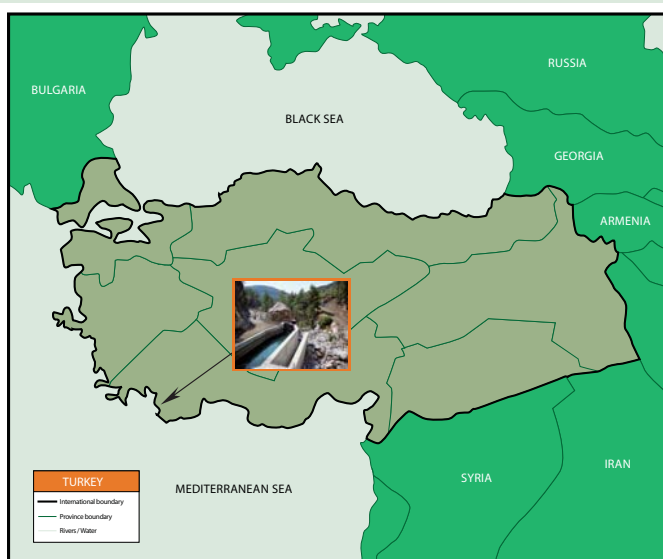 RUSSIA
BULGARIA
BLACK SEA
GEORGIA
ARMENIA
TURKEY
International boundary
Province boundary
Rivers / Water
MEDITERRANEAN SEA
SYRIA
IRAN